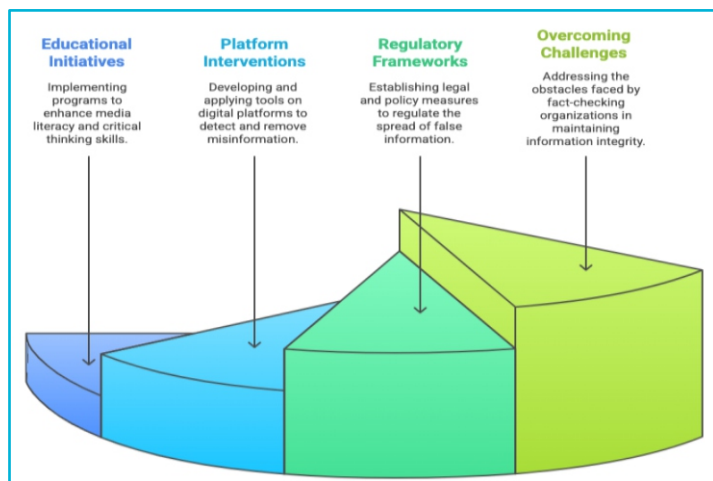 Educational
Initiatives
Implementing
programs to
enhance media
literacy and critical
thinking skills.
Platform
Interventions
Developing and
applying tools on
digital platforms to
detect and remove
misinformation.
Regulatory
Frameworks
Establishing legal
and policy measures
to regulate the
spread of false
information.
Overcoming
Challenges
Addressing the
obstacles faced by
fact-checking
organizations in
maintaining
information integrity.